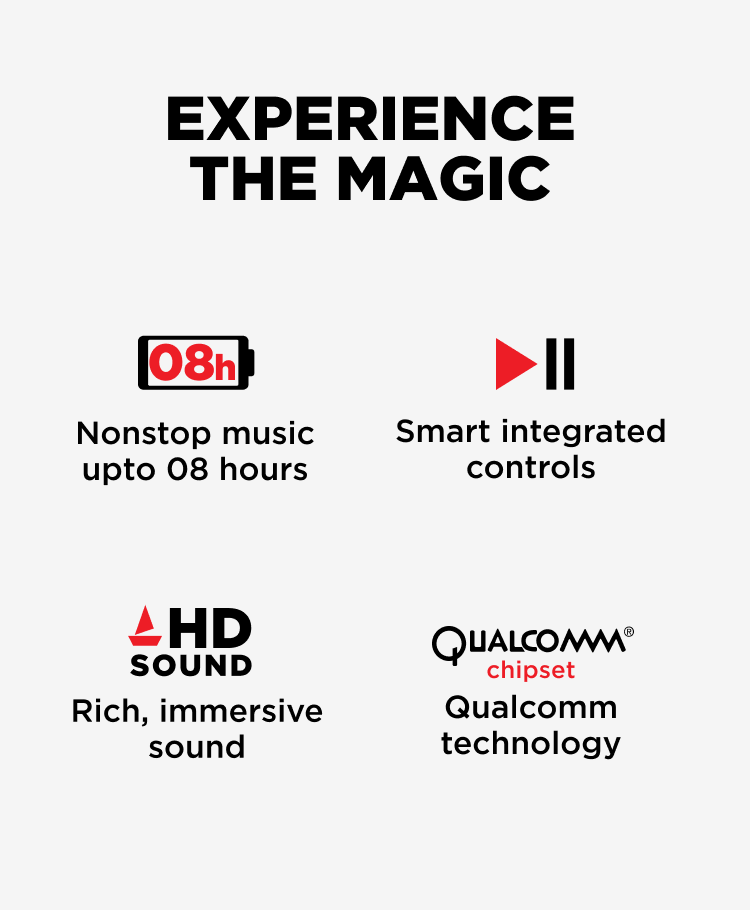 EXPERIENCE
THE MAGIC
08h
Nonstop music
upto 08 hours
Smart integrated
controls
HD
SOUND
Rich, immersive
sound
QUALCOMM®
chipset
Qualcomm
technology